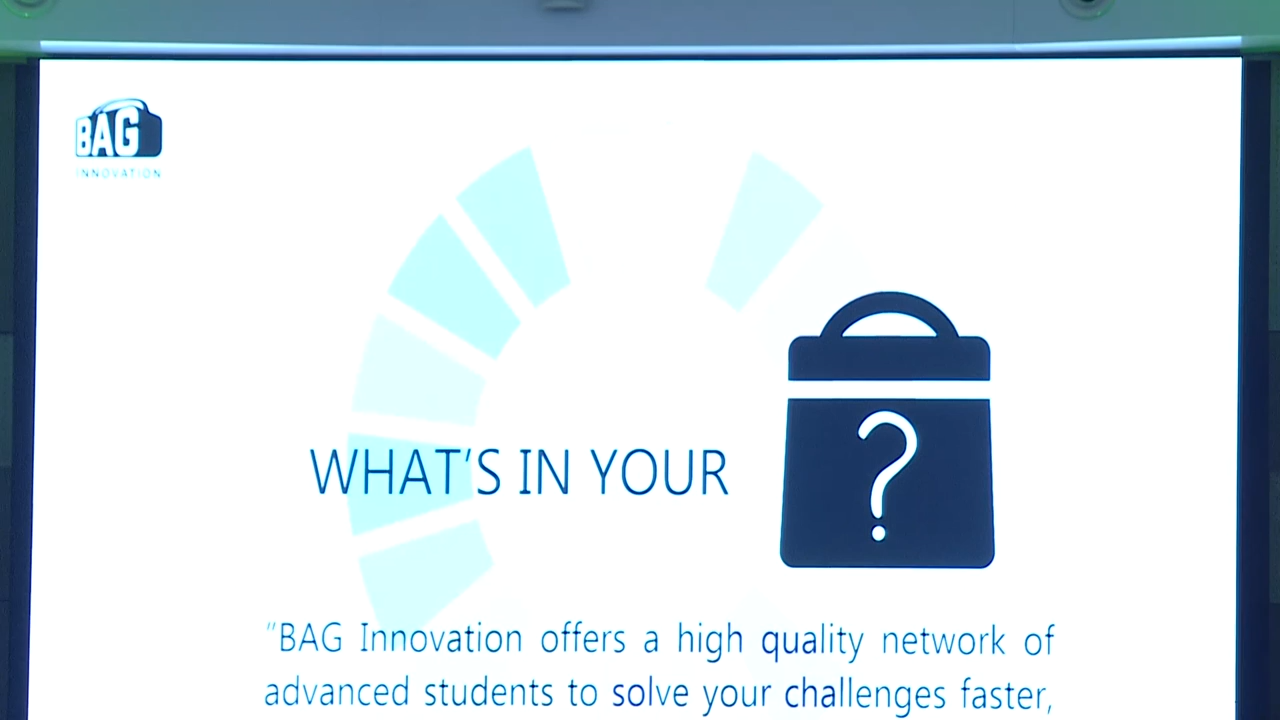 BAG
INNOVATION
WHAT'S IN YOUR
?
"BAG Innovation offers a high quality network of
advanced students to solve your challenges faster,